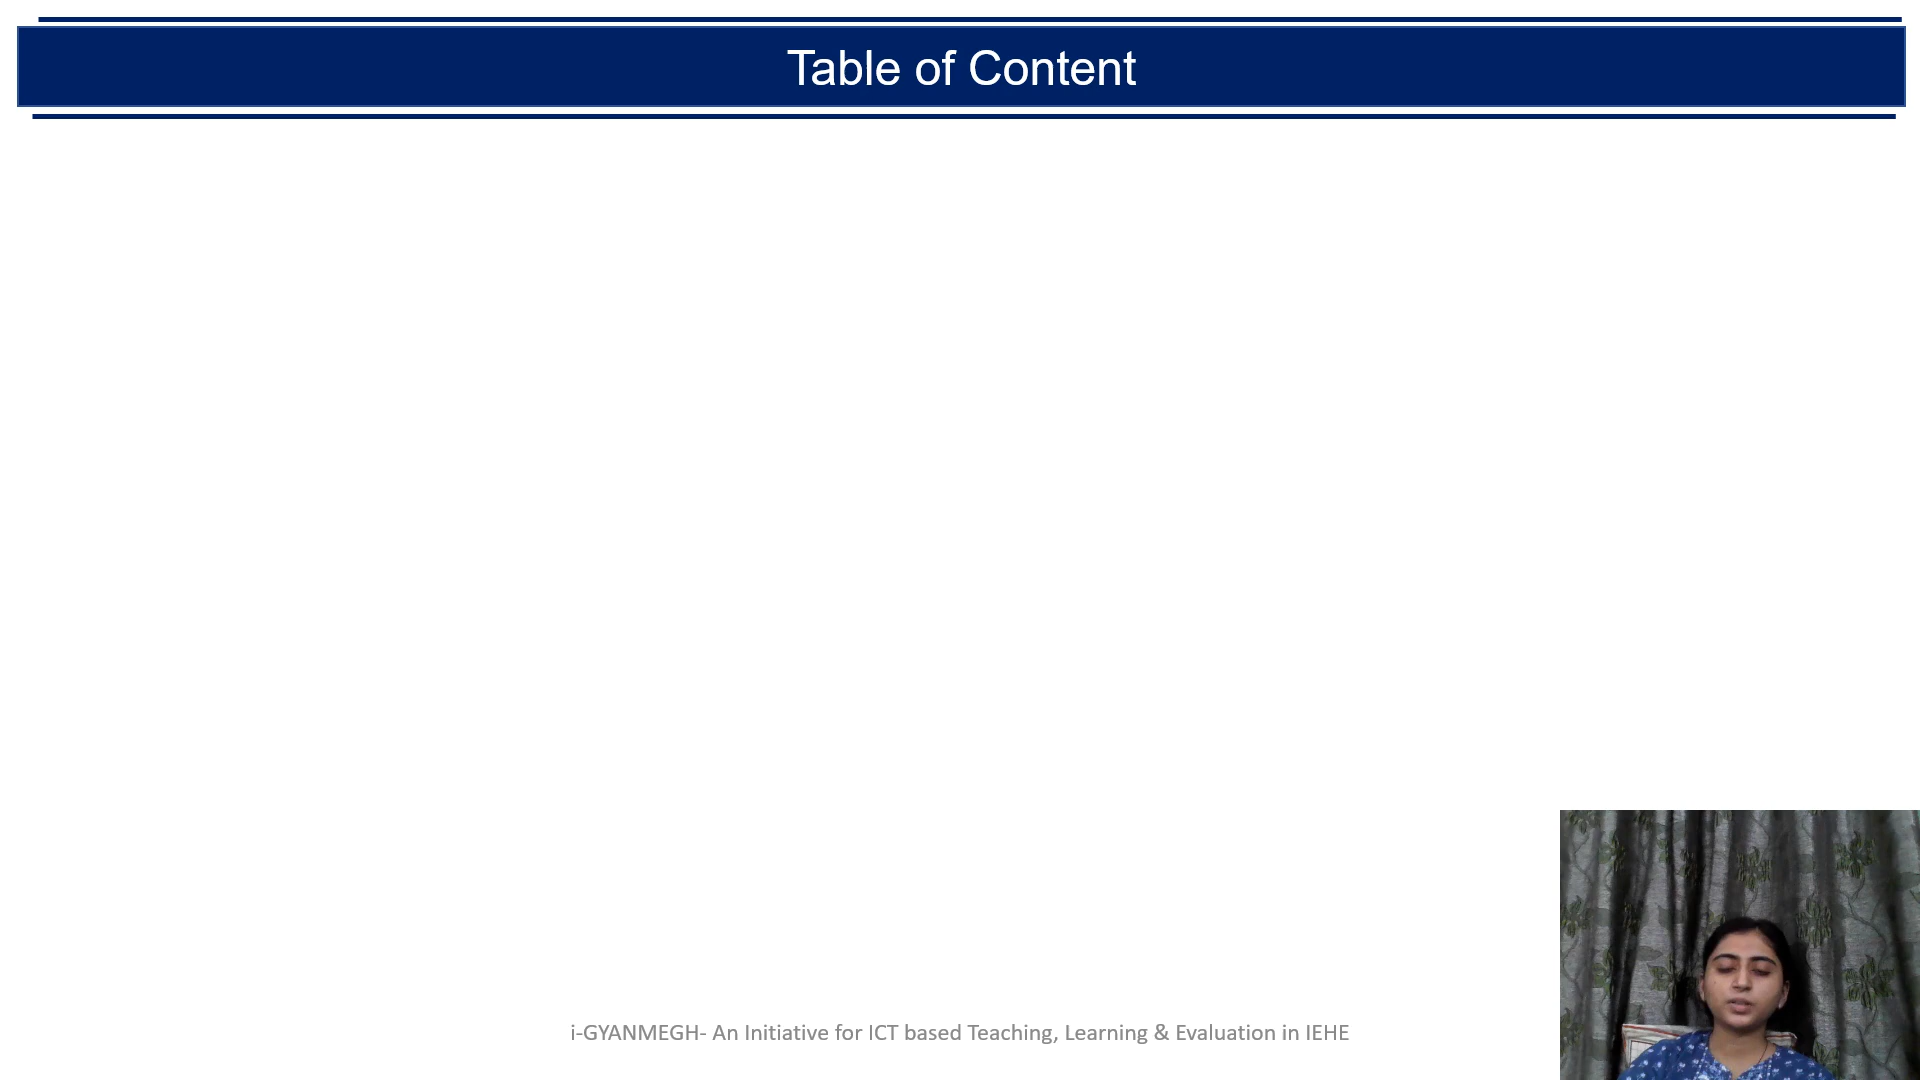 Table of Content
i-GYANMEGH- An Initiative for ICT based Teaching, Learning & Evaluation in IEHE